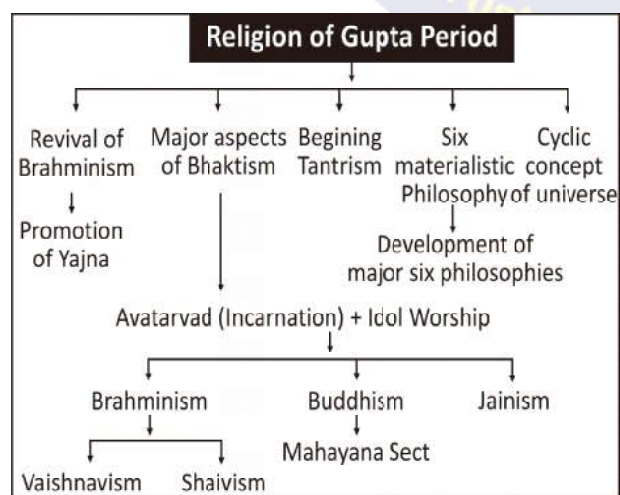 Religion of Gupta Period
Revival of
Brahminism
Major aspects
of Bhaktism
Begining
Tantrism
Six
materialistic
Philosophy
Cyclic
concept
of universe
Promotion
of Yajna
Development of
major six philosophies
Avatarvad (Incarnation) + Idol Worship
Brahminism
Buddhism
Jainism
Mahayana Sect
Vaishnavism
Shaivism